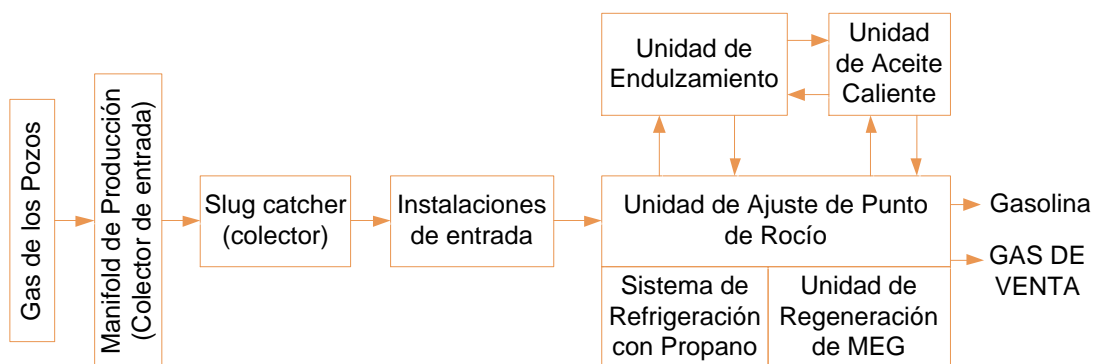 Gas de los Pozos
Manifold de Producción
(Colector de entrada)
Slug catcher
(colector)
Instalaciones
de entrada
Unidad de
Endulzamiento
Unidad
de Aceite
Caliente
Unidad de Ajuste de Punto
de Rocío
Sistema de
Refrigeración
con Propano
Unidad de
Regeneración
de MEG
Gasolina
GAS DE
VENTA